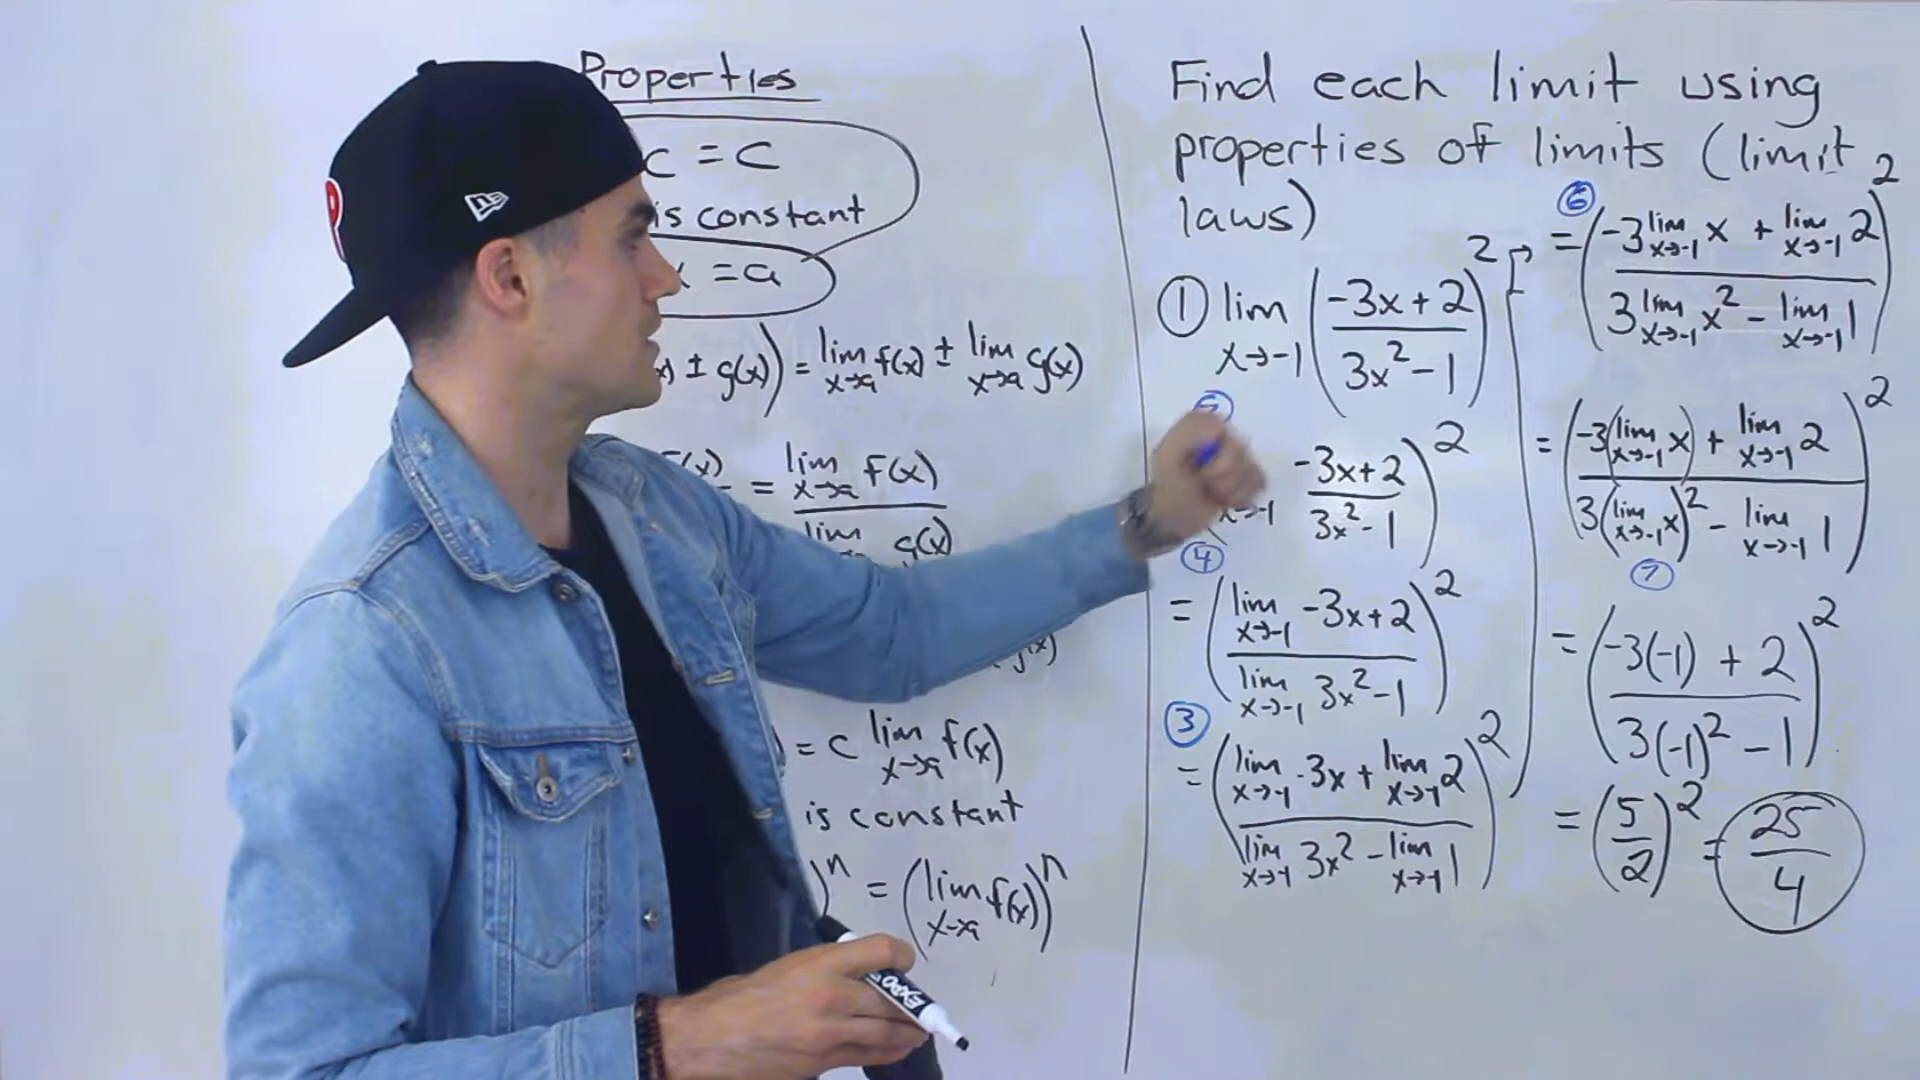 Properties
c = c
is constant
x = a
x) ± g(x)) = lim x→a f(x) ± lim x→a g(x)
f(x) = lim x→a f(x)
lim g(x)
g(x)
) = c lim x→a f(x)
is constant
)ⁿ = (lim x→a f(x))ⁿ
EXPO
Find each limit using
properties of limits (limit
laws)
① lim x→-1 ((-3x+2)/(3x²-1))²
x→-1 (-3x+2)/(3x²-1))²
④
= ((lim x→-1 -3x+2)/(lim x→-1 3x²-1))²
③
= ((lim x→-1 -3x + lim x→-1 2)/(lim x→-1 3x² - lim x→-1 1))²
⑥
= ((-3 lim x→-1 x + lim x→-1 2)/(3 lim x→-1 x² - lim x→-1 1))²
= ((-3(lim x→-1 x) + lim x→-1 2)/(3(lim x→-1 x)² - lim x→-1 1))²
⑦
= ((-3(-1) + 2)/(3(-1)² - 1))²
= (5/2)² = 25/4